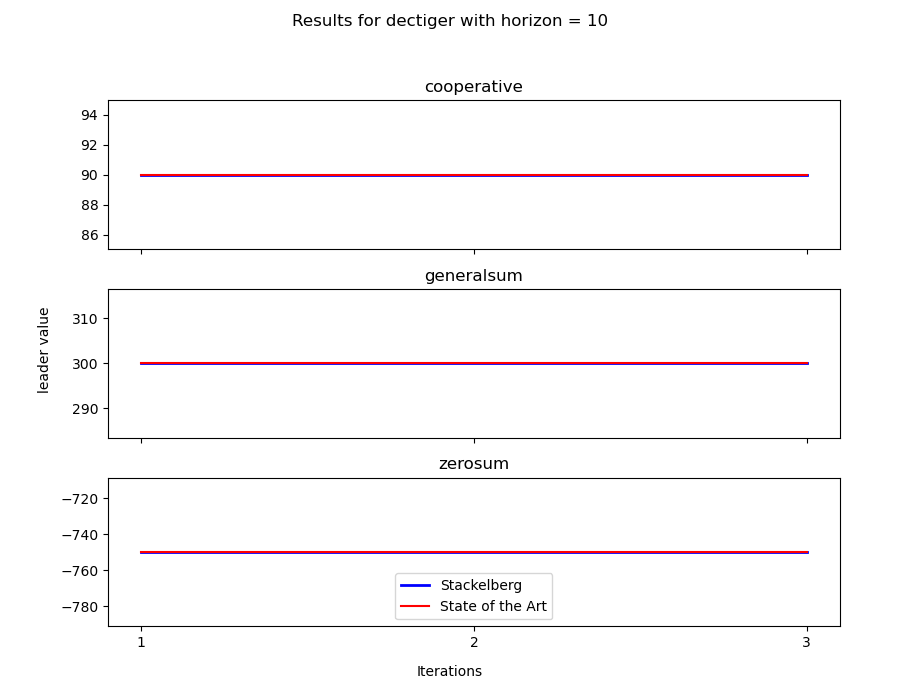 Results for dectiger with horizon = 10
cooperative
94
92
90
88
86
generalsum
310
300
290
leader value
zerosum
−720
−740
−760
−780
Stackelberg
State of the Art
1 2 3
Iterations